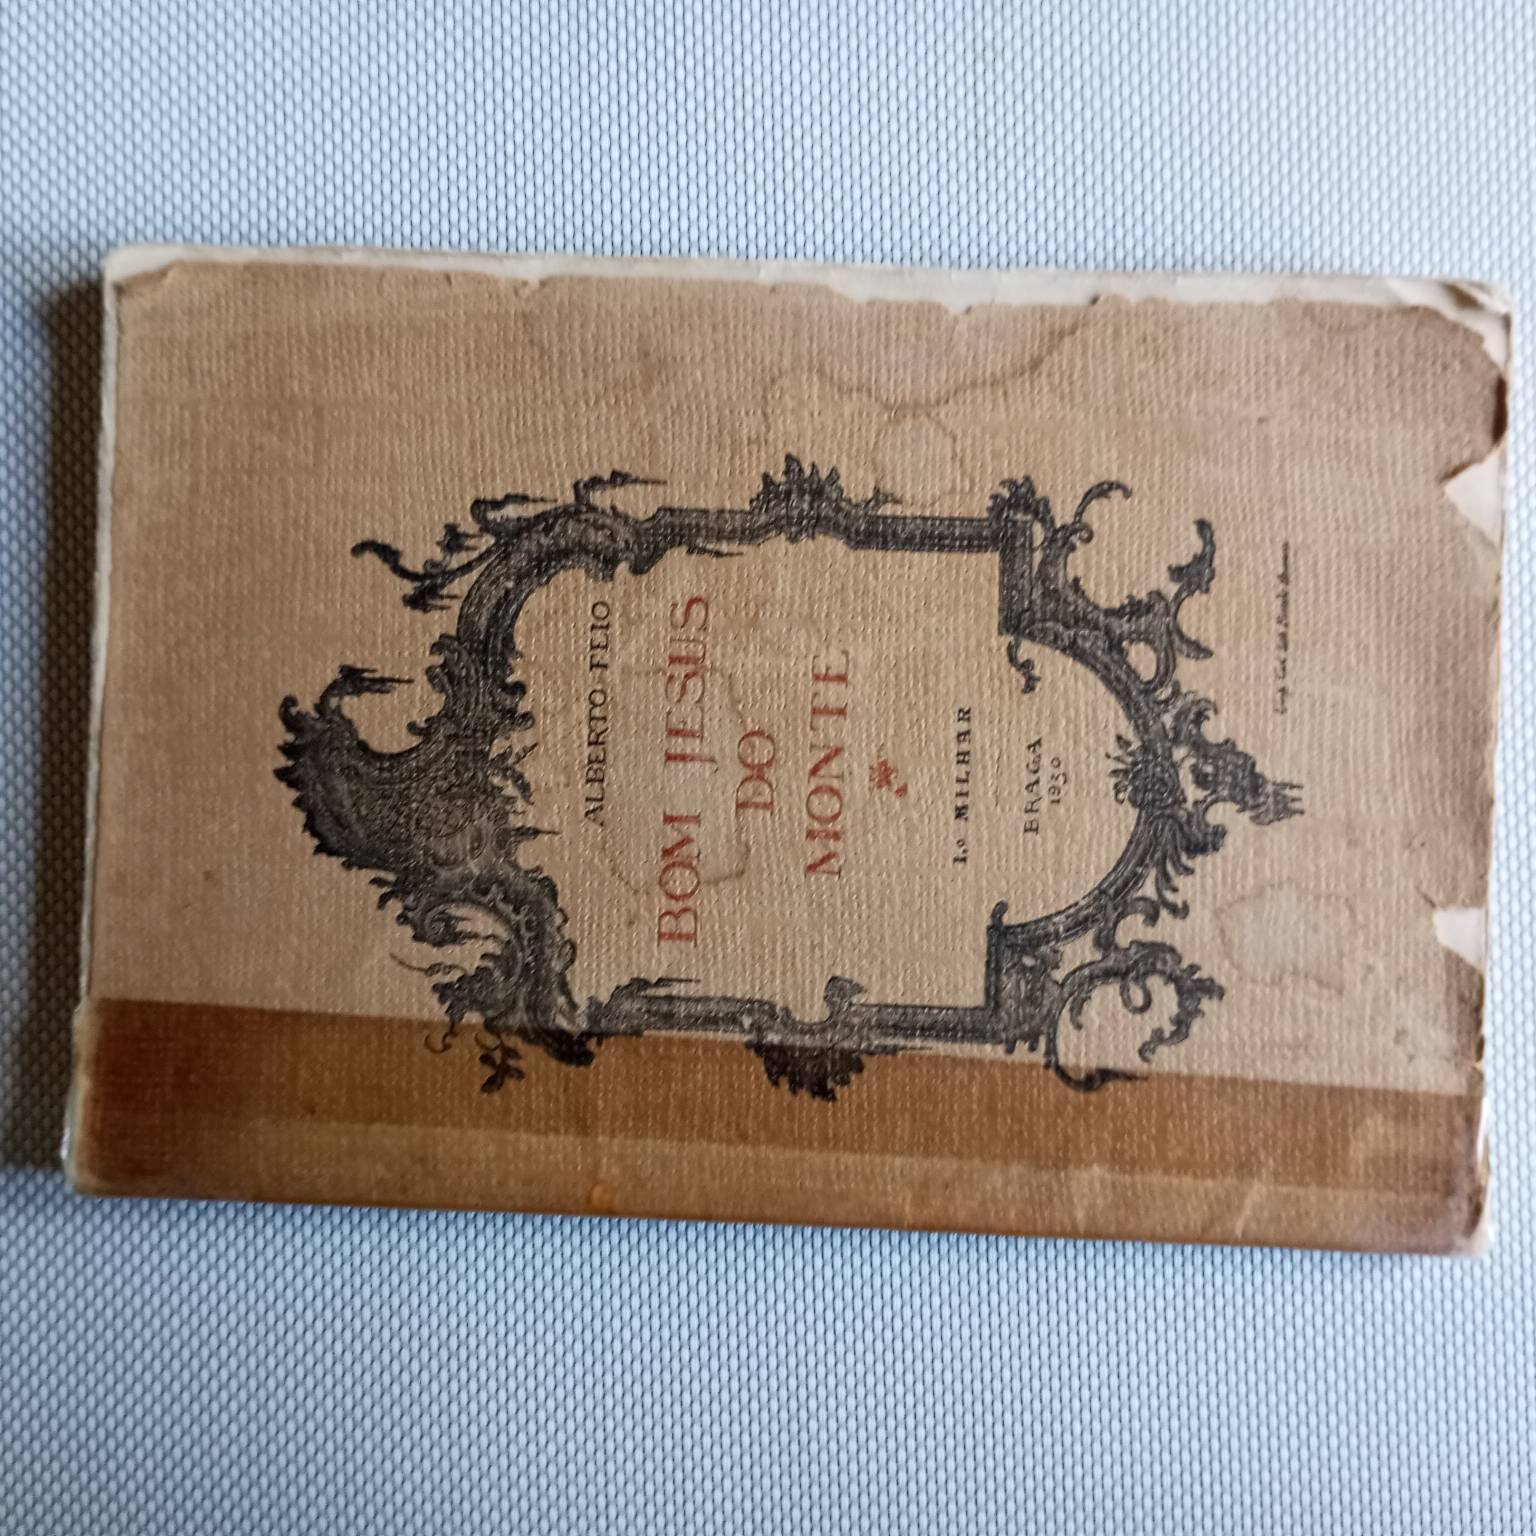 ALBERTO FEIO
BOM JESUS
DO
MONTE
1.º MILHAR
BRAGA
1930